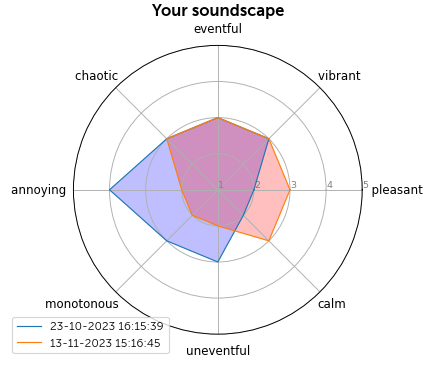 Your soundscape
eventful
chaotic
vibrant
annoying
1
2
3
4
5
pleasant
monotonous
calm
23-10-2023 16:15:39
13-11-2023 15:16:45
uneventful